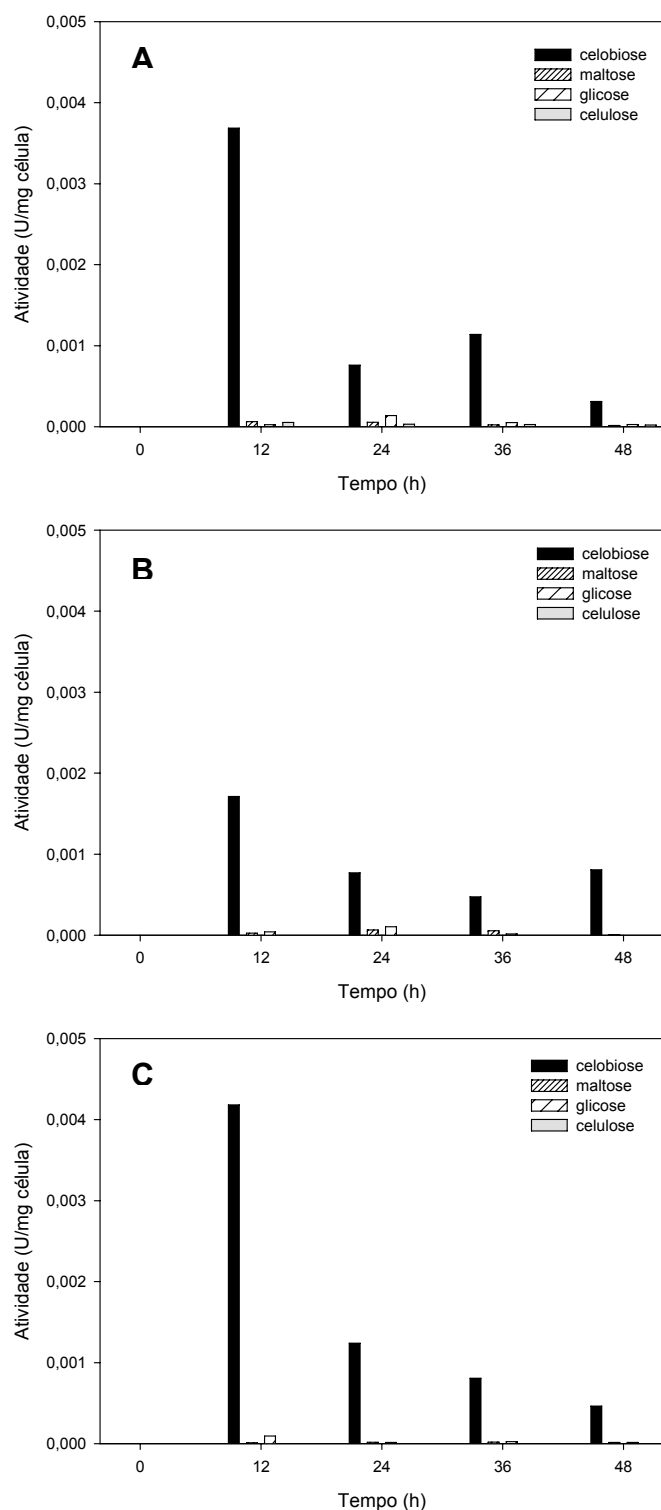 A
celobiose
maltose
glicose
celulose
Atividade (U/mg célula)
0,005
0,004
0,003
0,002
0,001
0,000
0 12 24 36 48
Tempo (h)
B
celobiose
maltose
glicose
celulose
Atividade (U/mg célula)
0,005
0,004
0,003
0,002
0,001
0,000
0 12 24 36 48
Tempo (h)
C
celobiose
maltose
glicose
celulose
Atividade (U/mg célula)
0,005
0,004
0,003
0,002
0,001
0,000
0 12 24 36 48
Tempo (h)